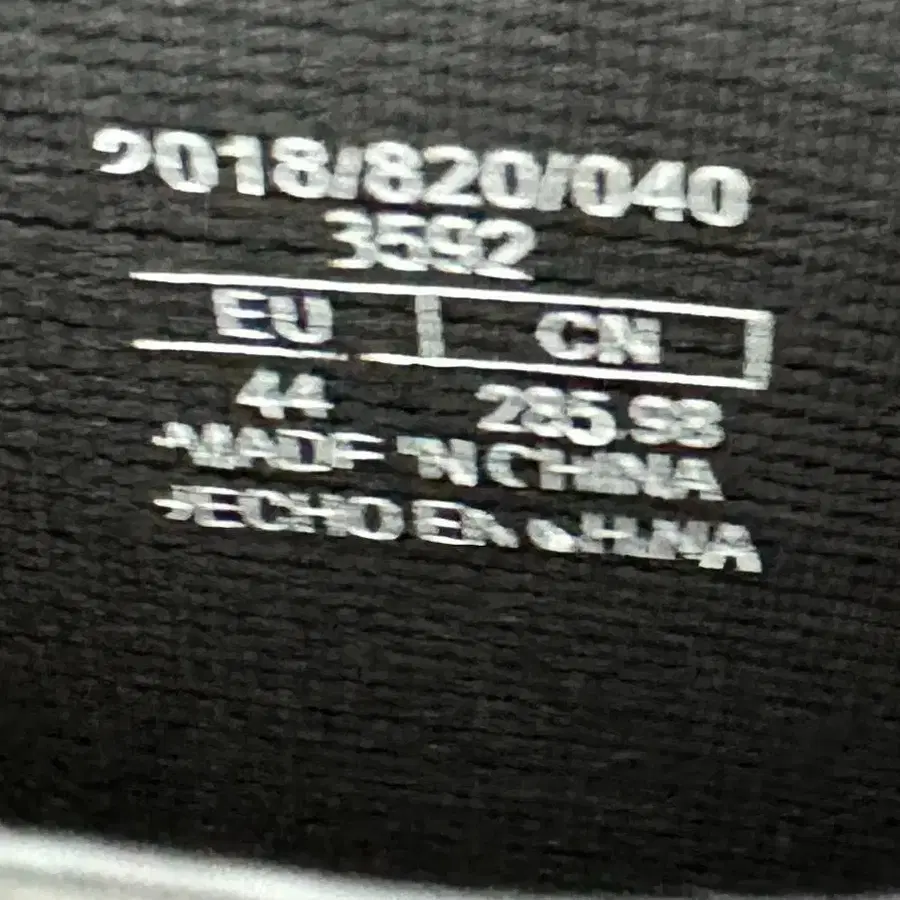 2018/820/040
3592
EU CN
44 285.98
MADE IN CHINA
HECHO EN CHINA